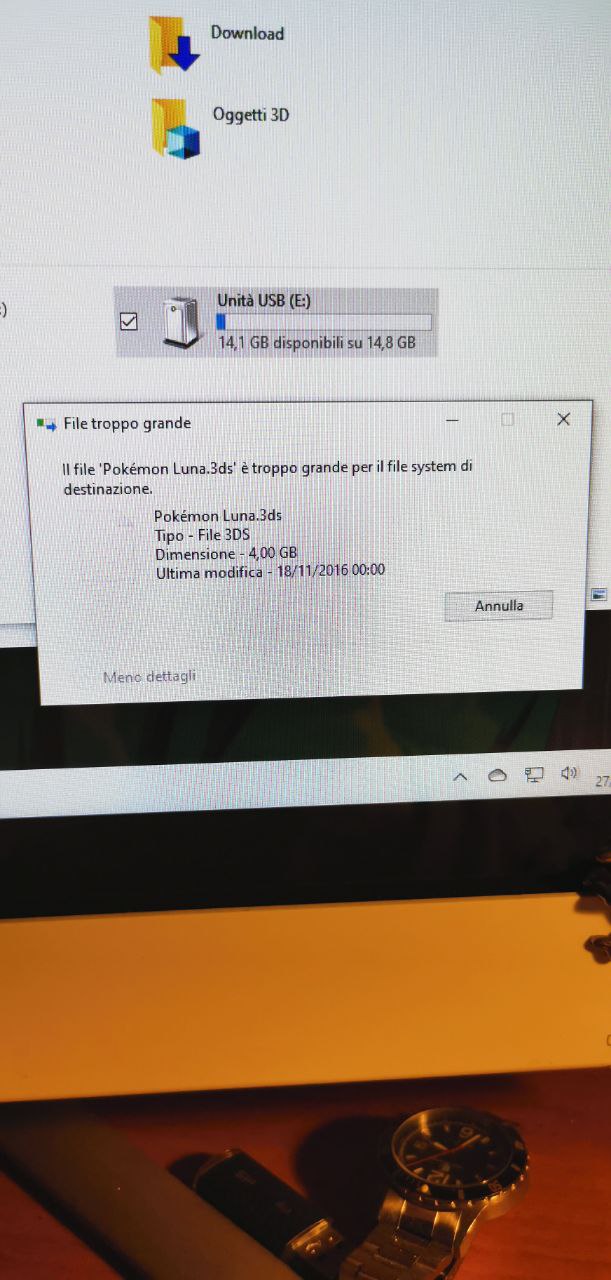 Download
Oggetti 3D
:)
Unità USB (E:)
14,1 GB disponibili su 14,8 GB
File troppo grande
Il file 'Pokémon Luna.3ds' è troppo grande per il file system di
destinazione.
Pokémon Luna.3ds
Tipo - File 3DS
Dimensione - 4,00 GB
Ultima modifica - 18/11/2016 00:00
Annulla
Meno dettagli
27/
12